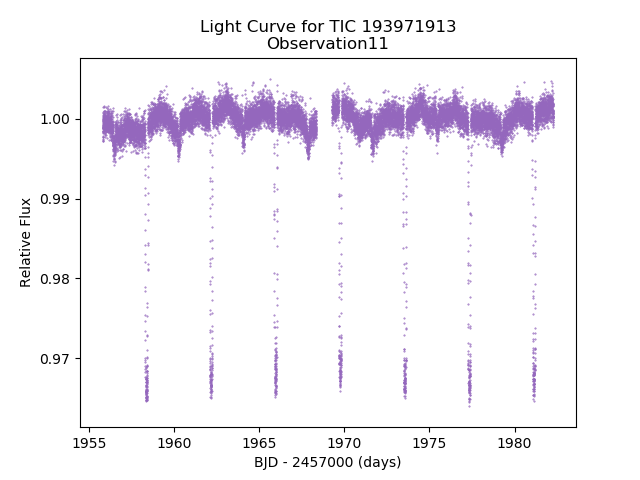 Light Curve for TIC 193971913
Observation11
1.00
0.99
0.98
0.97
Relative Flux
1955
1960
1965
1970
1975
1980
BJD - 2457000 (days)